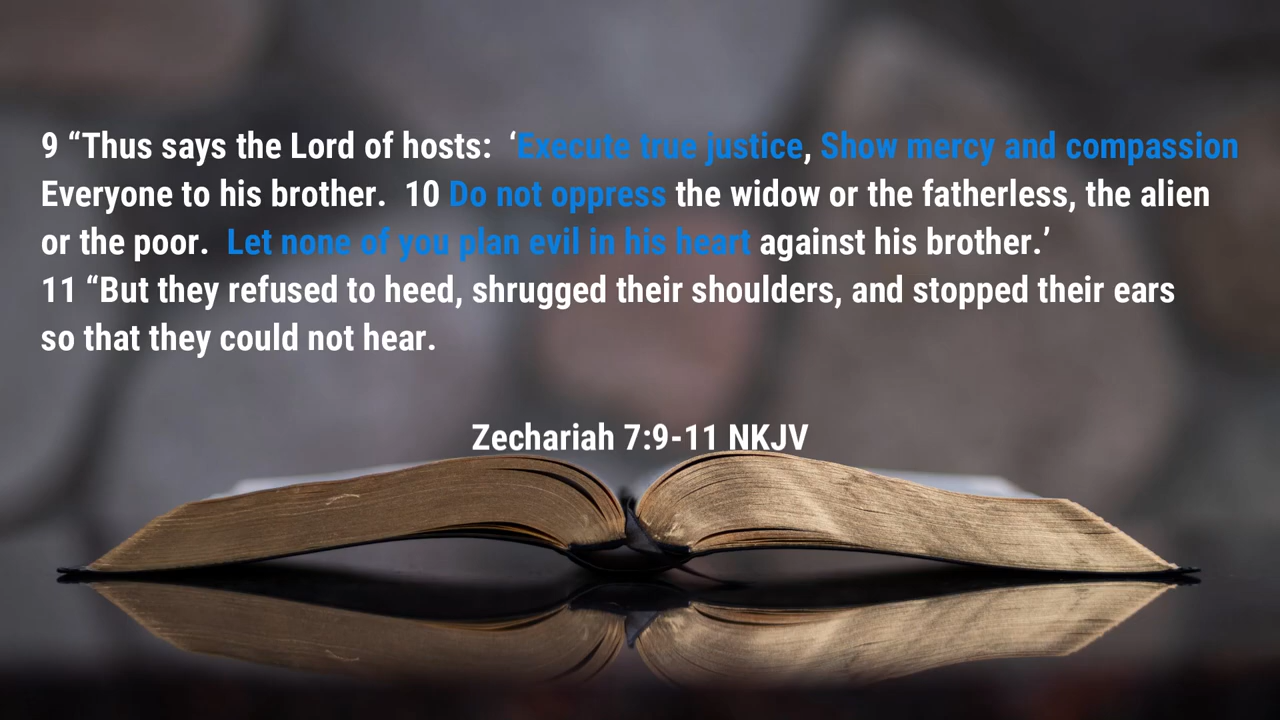 9 “Thus says the Lord of hosts:  ‘Execute true justice, Show mercy and compassion
Everyone to his brother.  10 Do not oppress the widow or the fatherless, the alien
or the poor.  Let none of you plan evil in his heart against his brother.’
11 “But they refused to heed, shrugged their shoulders, and stopped their ears
so that they could not hear.
Zechariah 7:9-11 NKJV